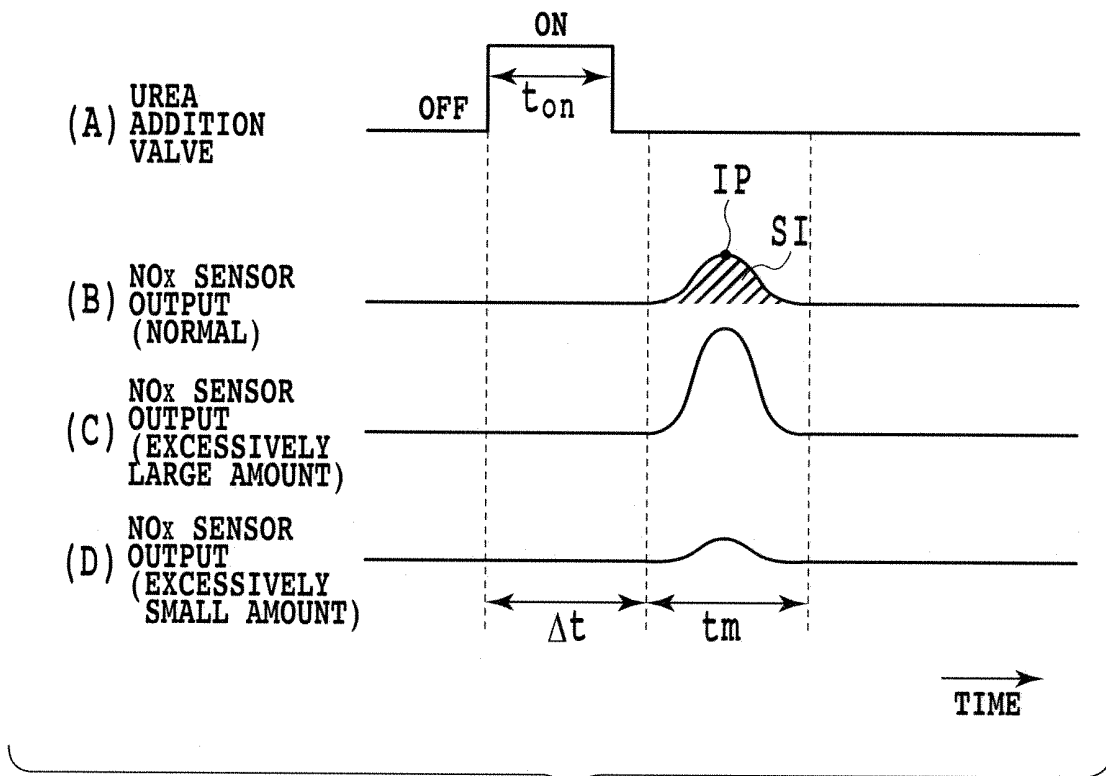 ON
(A) UREA
ADDITION
VALVE
OFF
ton
IP
SI
(B) NOx SENSOR
OUTPUT
(NORMAL)
(C) NOx SENSOR
OUTPUT
(EXCESSIVELY
LARGE AMOUNT)
(D) NOx SENSOR
OUTPUT
(EXCESSIVELY
SMALL AMOUNT)
Δt
tm
TIME